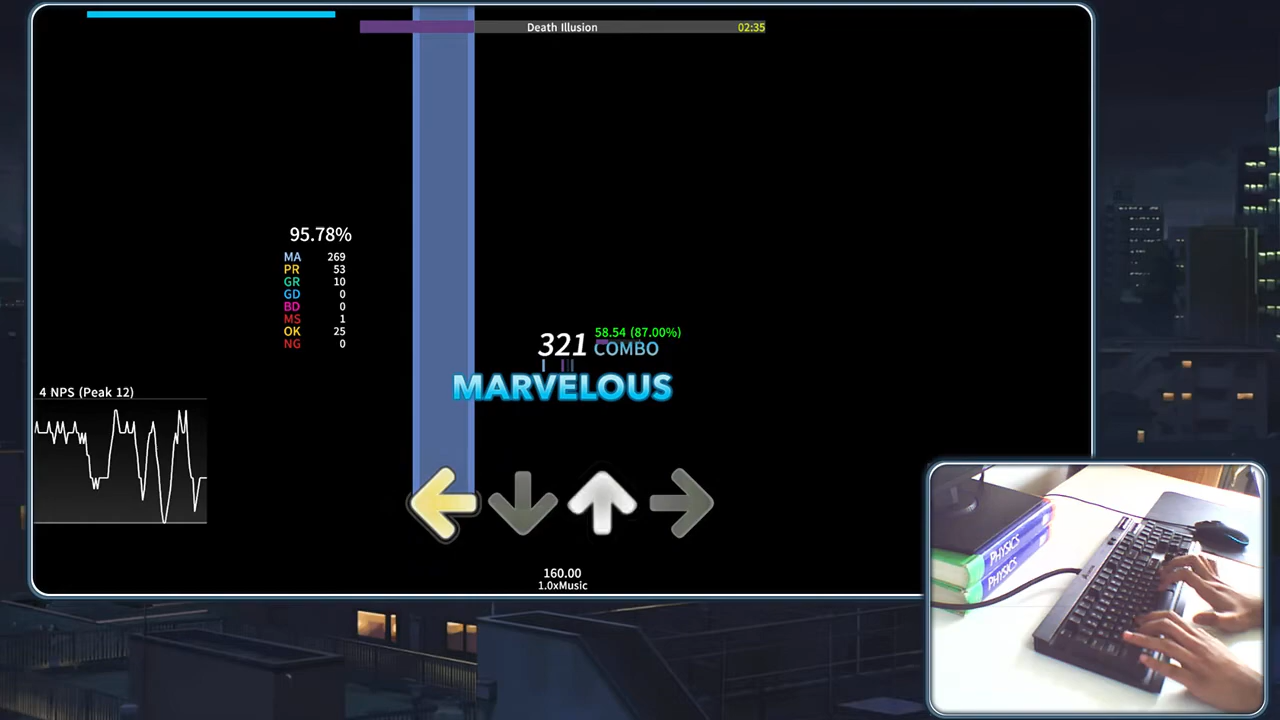 Death Illusion
02:35
95.78%
MA 269
PR 53
GR 10
GD 0
BD 0
MS 1
OK 25
NG 0
58.54 (87.00%)
321 COMBO
MARVELOUS
4 NPS (Peak 12)
160.00
1.0xMusic
PHYSICS
PHYSICS